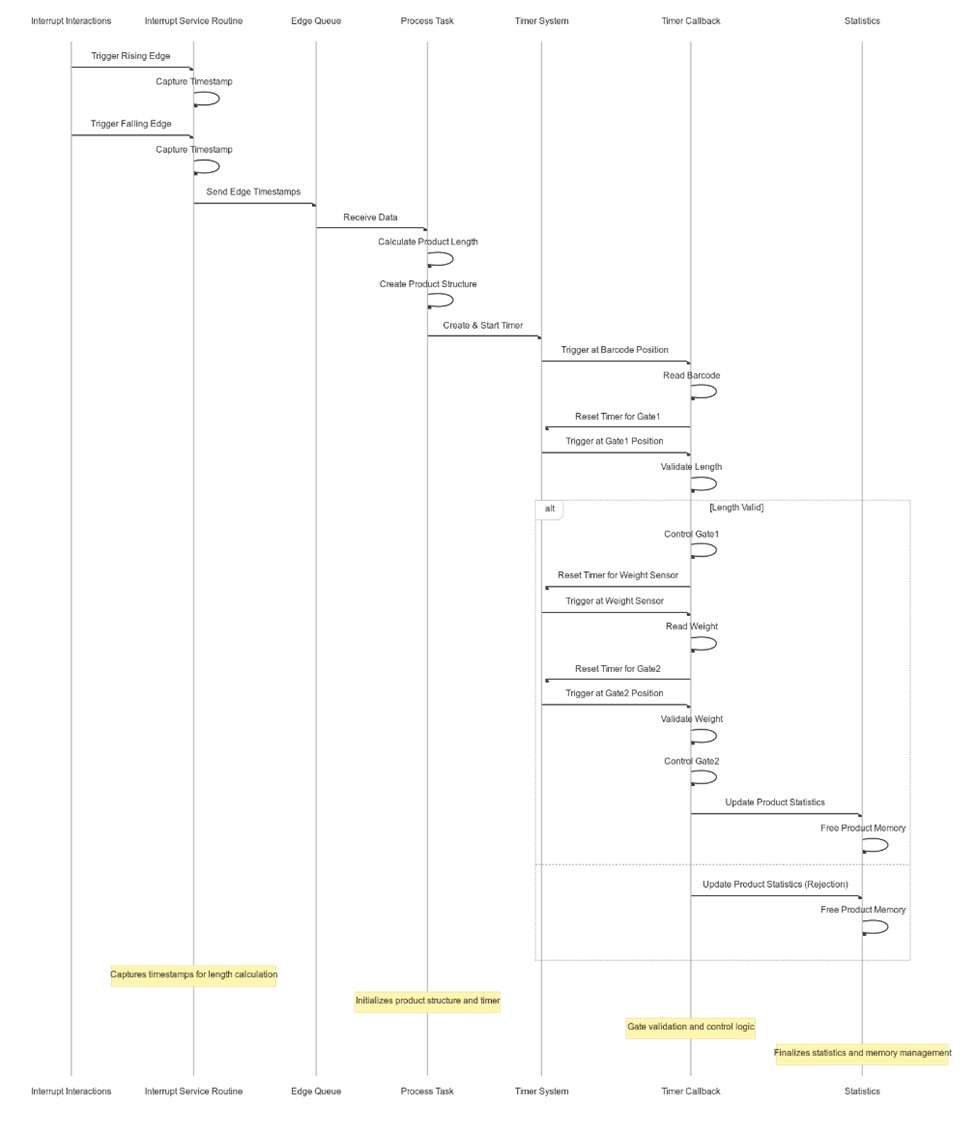 Interrupt Interactions Interrupt Service Routine Edge Queue Process Task Timer System Timer Callback Statistics
Trigger Rising Edge
Capture Timestamp
Trigger Falling Edge
Capture Timestamp
Send Edge Timestamps
Receive Data
Calculate Product Length
Create Product Structure
Create & Start Timer
Trigger at Barcode Position
Read Barcode
Reset Timer for Gate1
Trigger at Gate1 Position
Validate Length
alt [Length Valid]
Control Gate1
Reset Timer for Weight Sensor
Trigger at Weight Sensor
Read Weight
Reset Timer for Gate2
Trigger at Gate2 Position
Validate Weight
Control Gate2
Update Product Statistics
Free Product Memory
Update Product Statistics (Rejection)
Free Product Memory
Captures timestamps for length calculation
Initializes product structure and timer
Gate validation and control logic
Finalizes statistics and memory management
Interrupt Interactions Interrupt Service Routine Edge Queue Process Task Timer System Timer Callback Statistics